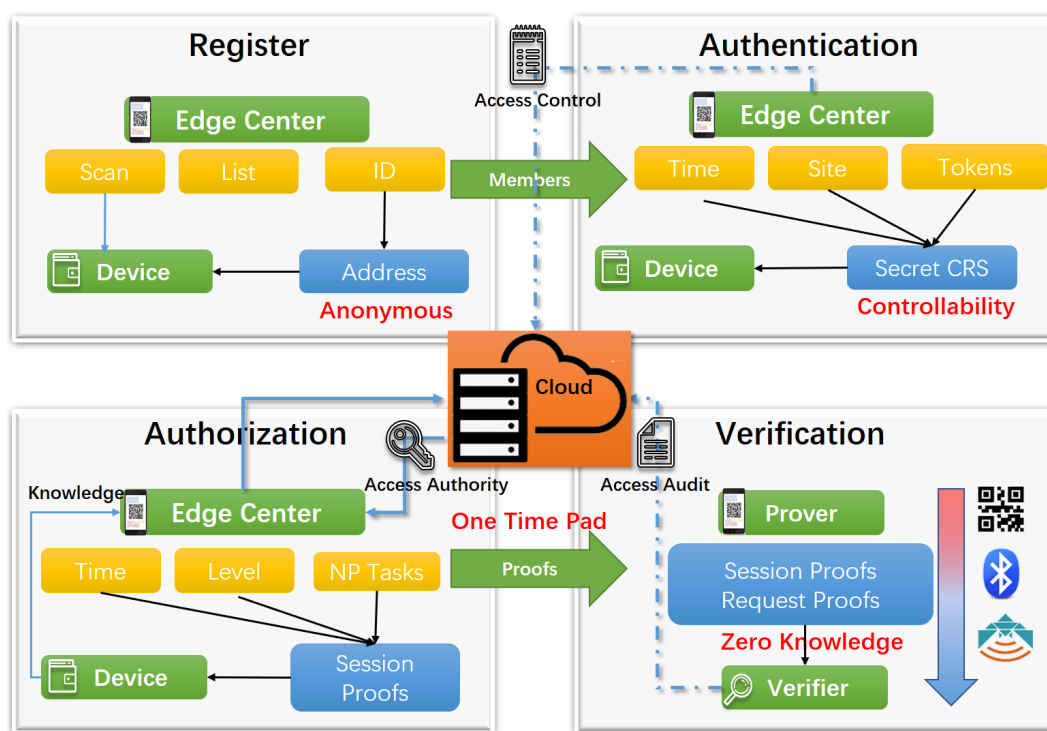 Register
Edge Center
Scan
List
ID
Device
Address
Anonymous
Access Control
Members
Authentication
Edge Center
Time
Site
Tokens
Device
Secret CRS
Controllability
Cloud
Authorization
Access Authority
Knowledge
Edge Center
Time
Level
NP Tasks
Device
Session
Proofs
One Time Pad
Proofs
Verification
Access Audit
Prover
Session Proofs
Request Proofs
Zero Knowledge
Verifier